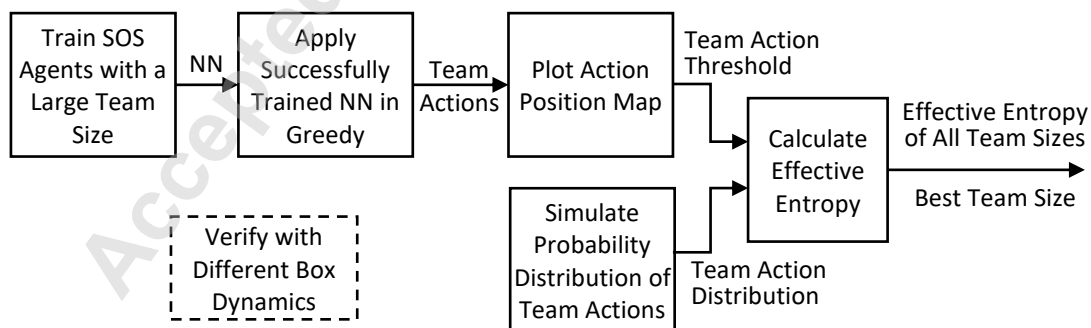 Train SOS
Agents with a
Large Team
Size
NN
Apply
Successfully
Trained NN in
Greedy
Team
Actions
Plot Action
Position Map
Team Action
Threshold
Calculate
Effective
Entropy
Effective Entropy
of All Team Sizes
Best Team Size
Simulate
Probability
Distribution of
Team Actions
Team Action
Distribution
Verify with
Different Box
Dynamics
Accepte